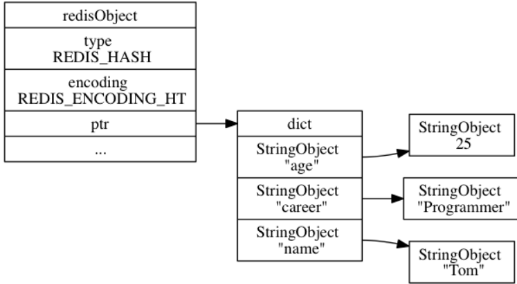 redisObject
type
REDIS_HASH
encoding
REDIS_ENCODING_HT
ptr
...
dict
StringObject
"age"
StringObject
"career"
StringObject
"name"
StringObject
25
StringObject
"Programmer"
StringObject
"Tom"